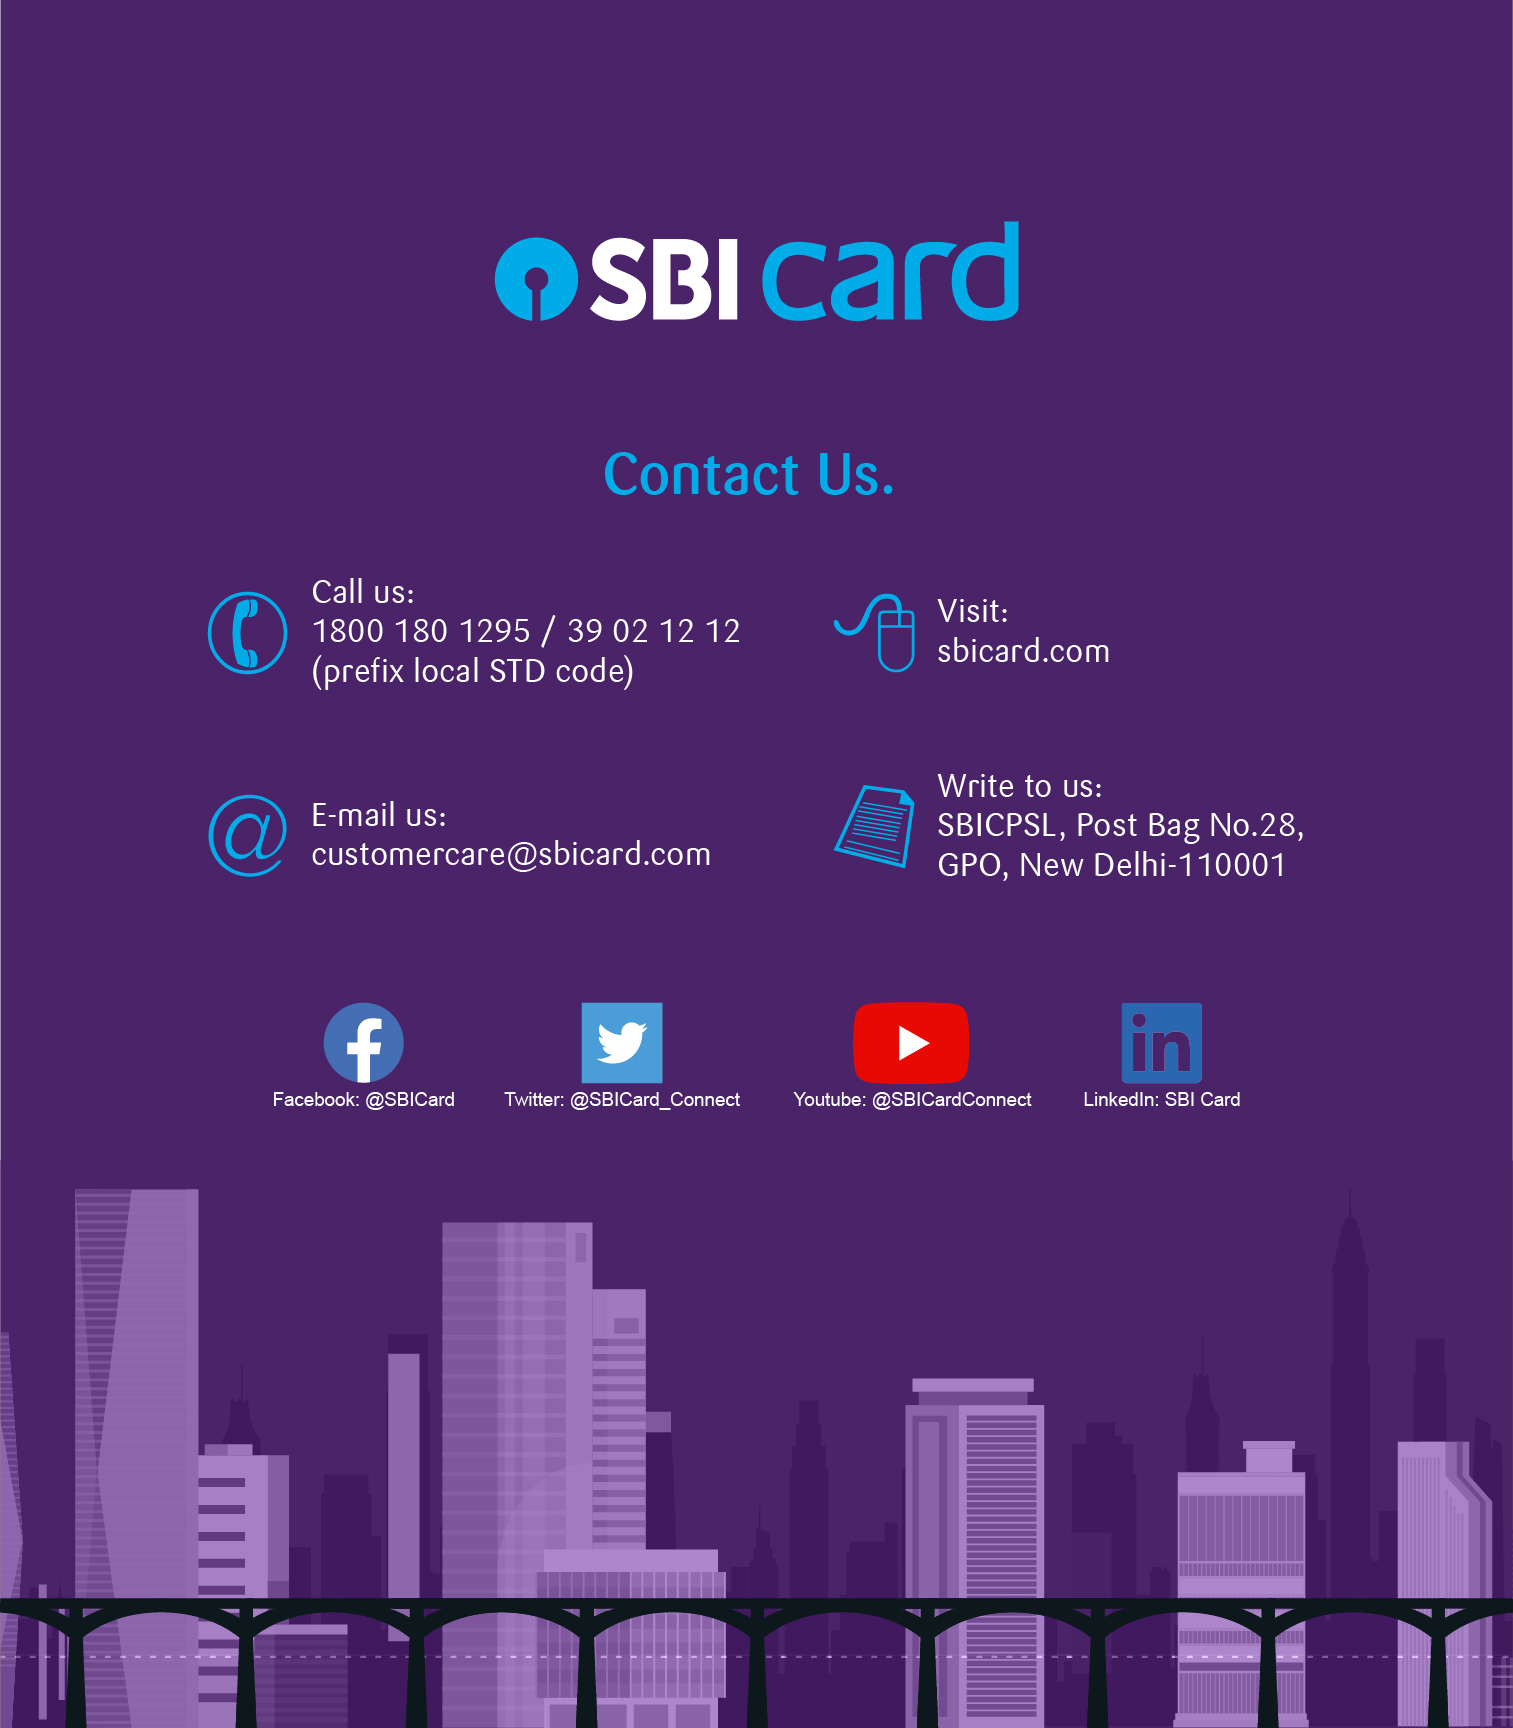 SBI card
Contact Us.
Call us:
1800 180 1295 / 39 02 12 12
(prefix local STD code)
Visit:
sbicard.com
E-mail us:
customercare@sbicard.com
Write to us:
SBICPSL, Post Bag No.28,
GPO, New Delhi-110001
Facebook: @SBICard
Twitter: @SBICard_Connect
Youtube: @SBICardConnect
LinkedIn: SBI Card